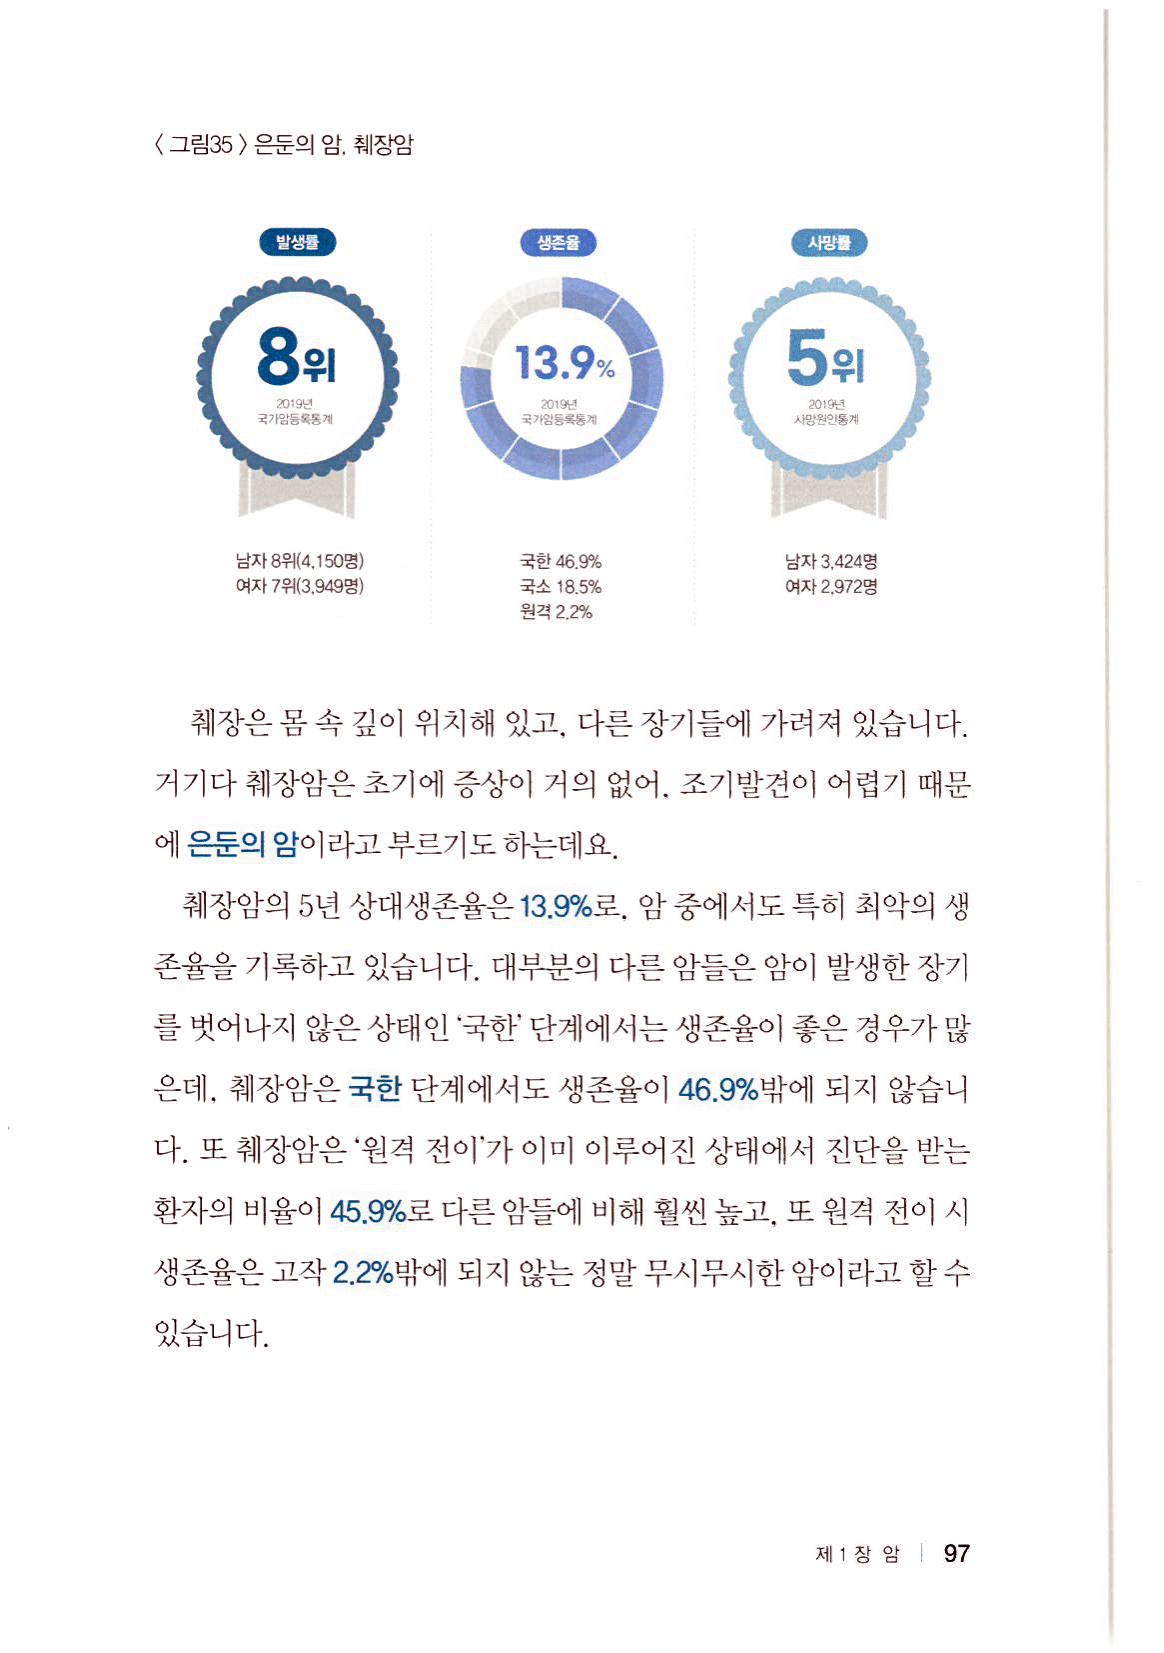 〈 그림35 〉 은둔의 암, 췌장암
발생률
8위
2019년
국가암등록통계
남자 8위(4,150명)
여자 7위(3,949명)
생존율
13.9%
2019년
국가암등록통계
국한 46.9%
국소 18.5%
원격 2.2%
사망률
5위
2019년
사망원인통계
남자 3,424명
여자 2,972명
췌장은 몸 속 깊이 위치해 있고, 다른 장기들에 가려져 있습니다.
거기다 췌장암은 초기에 증상이 거의 없어, 조기발견이 어렵기 때문
에 은둔의 암이라고 부르기도 하는데요.
췌장암의 5년 상대생존율은 13.9%로, 암 중에서도 특히 최악의 생
존율을 기록하고 있습니다. 대부분의 다른 암들은 암이 발생한 장기
를 벗어나지 않은 상태인 ‘국한’ 단계에서는 생존율이 좋은 경우가 많
은데, 췌장암은 국한 단계에서도 생존율이 46.9%밖에 되지 않습니
다. 또 췌장암은 ‘원격 전이’가 이미 이루어진 상태에서 진단을 받는
환자의 비율이 45.9%로 다른 암들에 비해 훨씬 높고, 또 원격 전이 시
생존율은 고작 2.2%밖에 되지 않는 정말 무시무시한 암이라고 할 수
있습니다.
제 1 장 암 | 97